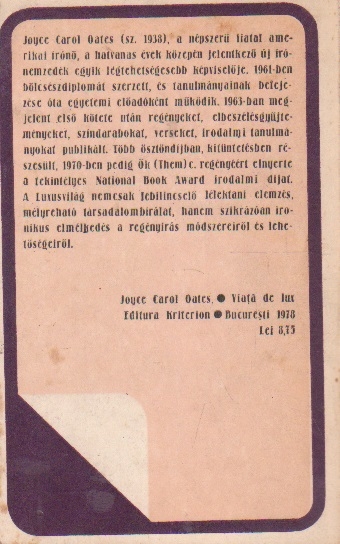 Joyce Carol Oates (sz. 1938), a népszerű fiatal ame-
rikai írónő, a hatvanas évek közepén jelentkező új író-
nemzedék egyik legtehetségesebb képviselője. 1961-ben
bölcsészdiplomát szerzett, és tanulmányainak befeje-
zése óta egyetemi előadóként működik. 1963-ban meg-
jelent első kötete után regényeket, elbeszélésgyűjte-
ményeket, színdarabokat, verseket, irodalmi tanulmá-
nyokat publikált. Több ösztöndíjban, kitüntetésben ré-
szesült, 1970-ben pedig Ők (Them) c. regényéért elnyerte
a tekintélyes National Book Award irodalmi díjat.
A Luxusvilág nemcsak lebilincselő lélektani elemzés,
mélyreható társadalombírálat, hanem szikrázóan iro-
nikus elmélkedés a regényírás módszereiről és lehe-
tőségeiről.
Joyce Carol Oates, ● Viață de lux
Editura Kriterion ● București 1978
Lei 8,75